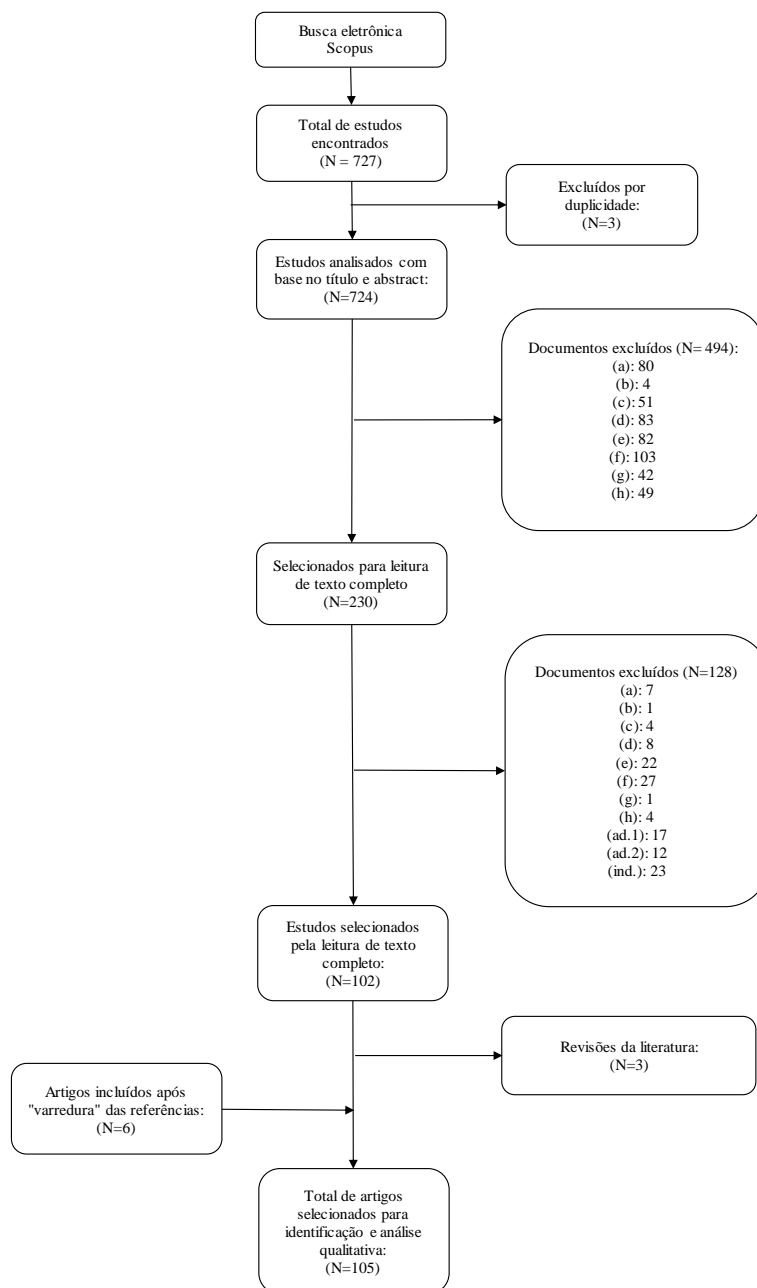 Busca eletrônica
Scopus
Total de estudos
encontrados
(N = 727)
Excluídos por
duplicidade:
(N=3)
Estudos analisados com
base no título e abstract:
(N=724)
Documentos excluídos (N= 494):
(a): 80
(b): 4
(c): 51
(d): 83
(e): 82
(f): 103
(g): 42
(h): 49
Selecionados para leitura
de texto completo
(N=230)
Documentos excluídos (N=128)
(a): 7
(b): 1
(c): 4
(d): 8
(e): 22
(f): 27
(g): 1
(h): 4
(ad.1): 17
(ad.2): 12
(ind.): 23
Estudos selecionados
pela leitura de texto
completo:
(N=102)
Revisões da literatura:
(N=3)
Artigos incluídos após
"varredura" das referências:
(N=6)
Total de artigos
selecionados para
identificação e análise
qualitativa:
(N=105)